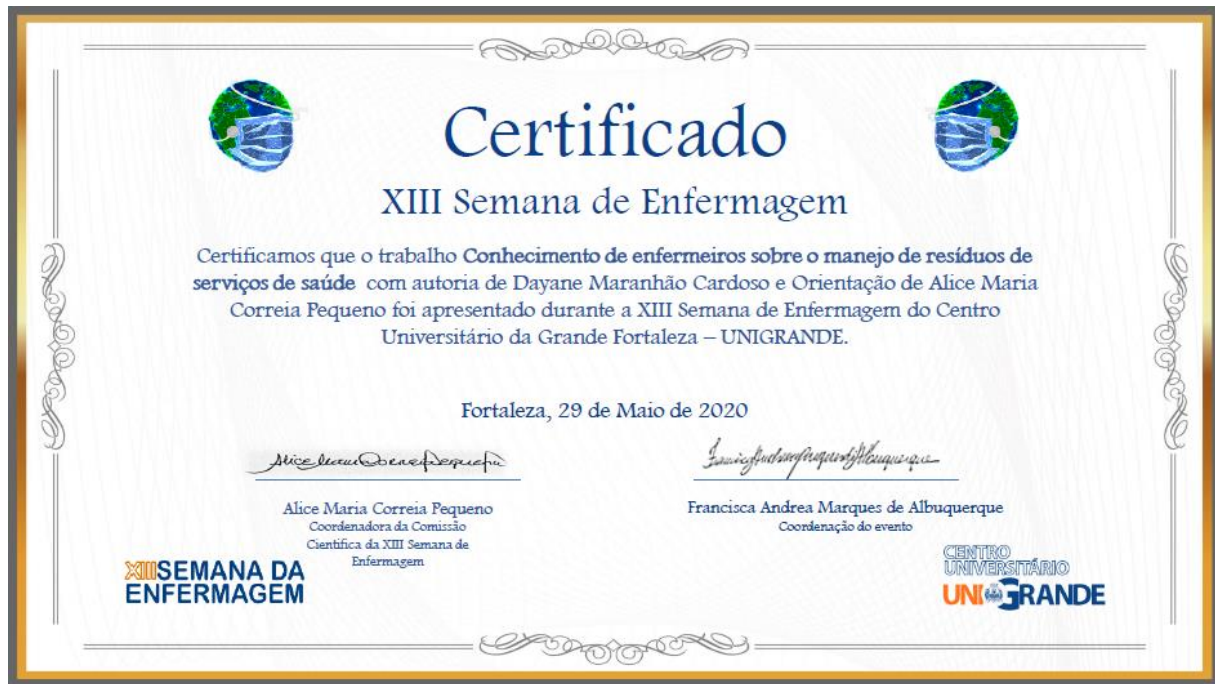 Certificado
XIII Semana de Enfermagem
Certificamos que o trabalho Conhecimento de enfermeiros sobre o manejo de resíduos de
serviços de saúde com autoria de Dayane Maranhão Cardoso e Orientação de Alice Maria
Correia Pequeno foi apresentado durante a XIII Semana de Enfermagem do Centro
Universitário da Grande Fortaleza – UNIGRANDE.
Fortaleza, 29 de Maio de 2020
Alice Maria Correia Pequeno
Coordenadora da Comissão
Científica da XIII Semana de
Enfermagem
Francisca Andrea Marques de Albuquerque
Coordenação do evento
XIII SEMANA DA
ENFERMAGEM
CENTRO
UNIVERSITÁRIO
UNIGRANDE